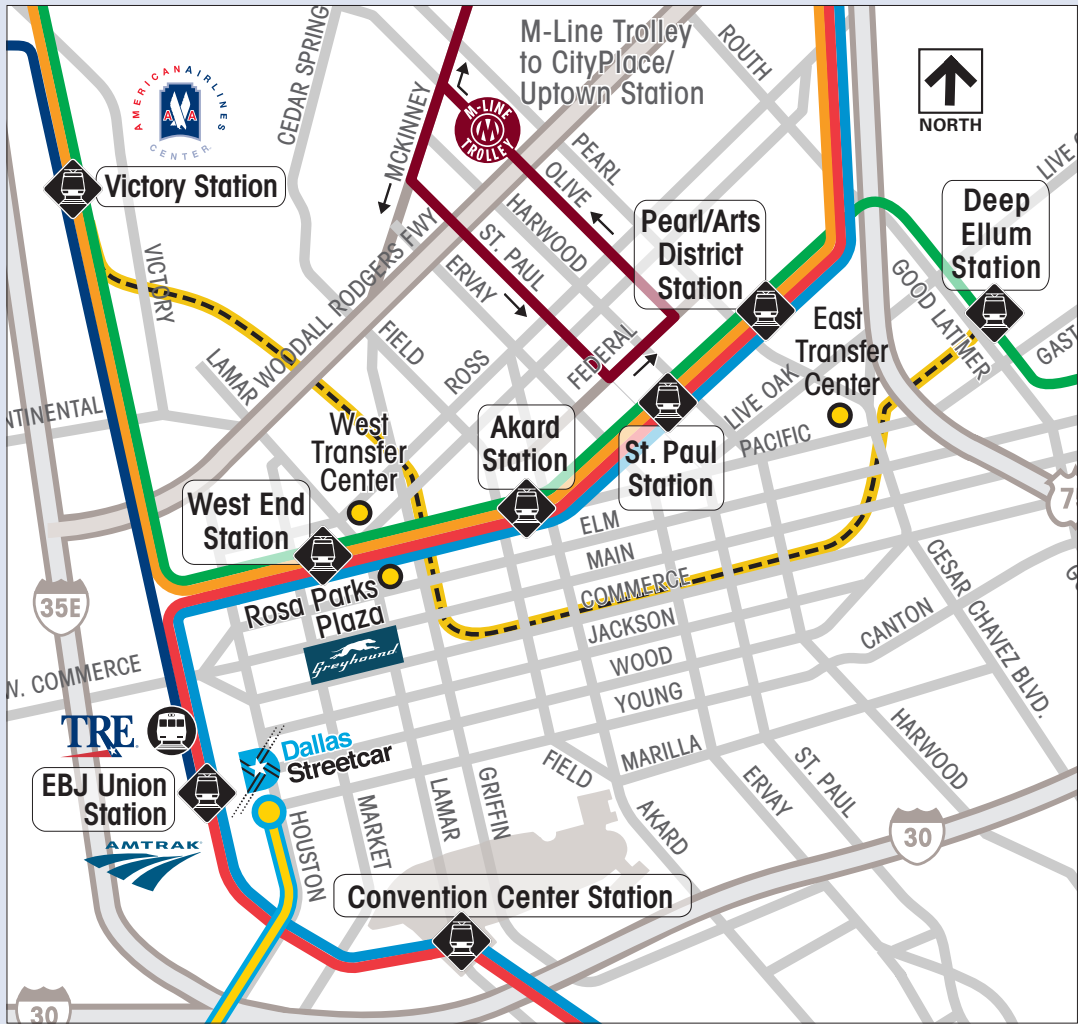 M-Line Trolley
to CityPlace/
Uptown Station
ROUTH
CEDAR SPRING
AMERICANAIRLINES
AA
CENTER
MCKINNEY
M-LINE
M
TROLLEY
NORTH
PEARL
OLIVE
LIVE
Victory Station
HARWOOD
Pearl/Arts
District
Station
Deep
Ellum
Station
ST. PAUL
ERVAY
VICTORY
WOODALL RODGERS FWY
GOOD LATIMER
East
Transfer
Center
FIELD
ROSS
FEDERAL
GAST
LAMAR
NTINENTAL
LIVE OAK
West
Transfer
Center
Akard
Station
St. Paul
Station
PACIFIC
West End
Station
ELM
MAIN
COMMERCE
35E
Rosa Parks
Plaza
Greyhound
JACKSON
WOOD
YOUNG
CANTON
CESAR CHAVEZ BLVD.
W. COMMERCE
TRE
Dallas
Streetcar
MARILLA
HARWOOD
EBJ Union
Station
FIELD
ST. PAUL
ERVAY
HOUSTON
MARKET
LAMAR
GRIFFIN
AKARD
30
AMTRAK
Convention Center Station
30